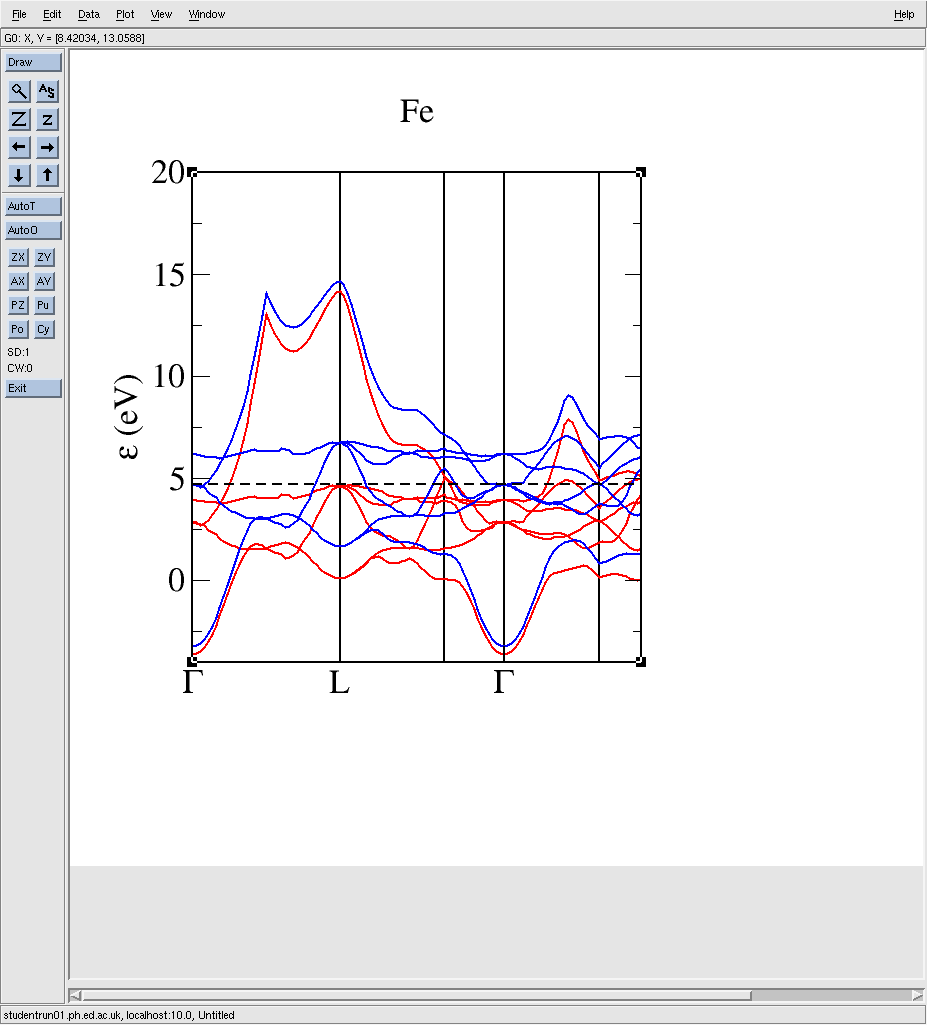 File Edit Data Plot View Window Help
G0: X, Y = [8.42034, 13.0588]
Draw
AS
Z z
AutoT
AutoO
ZX ZY
AX AY
PZ Pu
Po Cy
SD:1
CW:0
Exit
Fe
20
15
10
5
0
ε (eV)
Γ L Γ
studentrun01.ph.ed.ac.uk, localhost:10.0, Untitled